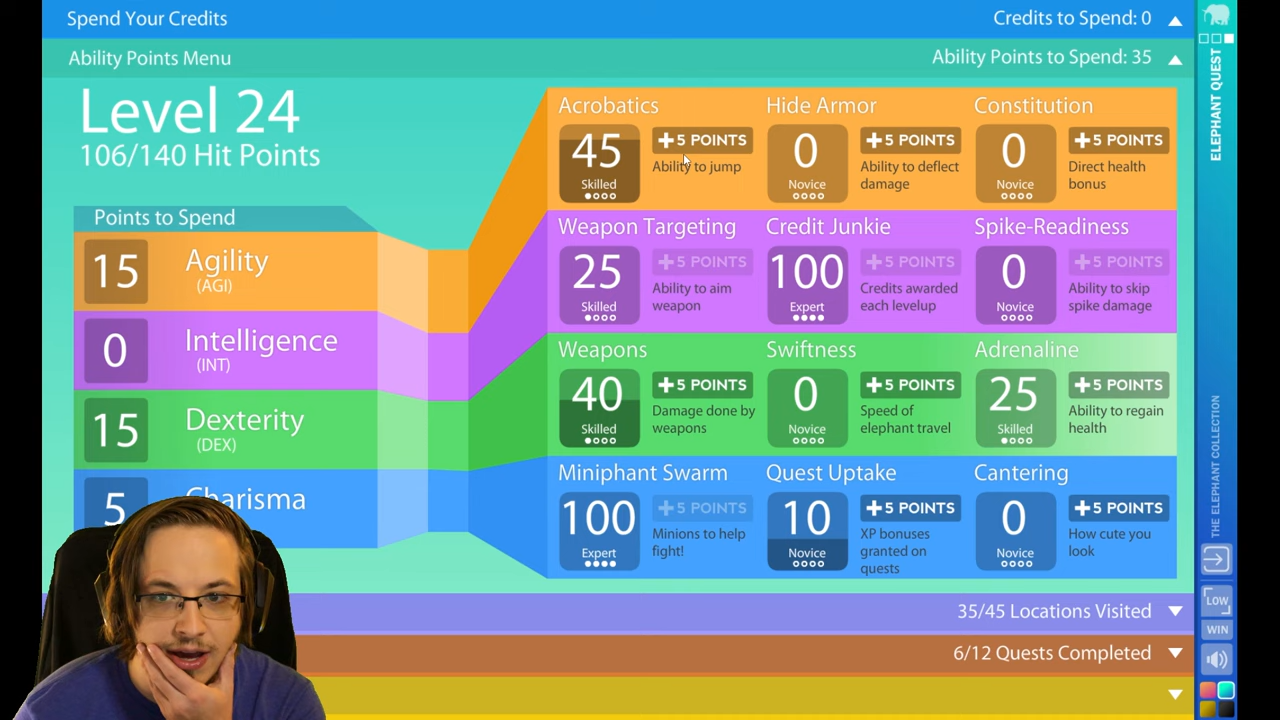 Spend Your Credits
Credits to Spend: 0
Ability Points Menu
Ability Points to Spend: 35
Level 24
106/140 Hit Points
Points to Spend
15
Agility
(AGI)
0
Intelligence
(INT)
15
Dexterity
(DEX)
5
Charisma
Acrobatics
45
Skilled
+5 POINTS
Ability to jump
Hide Armor
0
Novice
+5 POINTS
Ability to deflect
damage
Constitution
0
Novice
+5 POINTS
Direct health
bonus
Weapon Targeting
25
Skilled
+5 POINTS
Ability to aim
weapon
Credit Junkie
100
Expert
+5 POINTS
Credits awarded
each levelup
Spike-Readiness
0
Novice
+5 POINTS
Ability to skip
spike damage
Weapons
40
Skilled
+5 POINTS
Damage done by
weapons
Swiftness
0
Novice
+5 POINTS
Speed of
elephant travel
Adrenaline
25
Skilled
+5 POINTS
Ability to regain
health
Miniphant Swarm
100
Expert
+5 POINTS
Minions to help
fight!
Quest Uptake
10
Novice
+5 POINTS
XP bonuses
granted on
quests
Cantering
0
Novice
+5 POINTS
How cute you
look
35/45 Locations Visited
6/12 Quests Completed
ELEPHANT QUEST
THE ELEPHANT COLLECTION
LOW
WIN